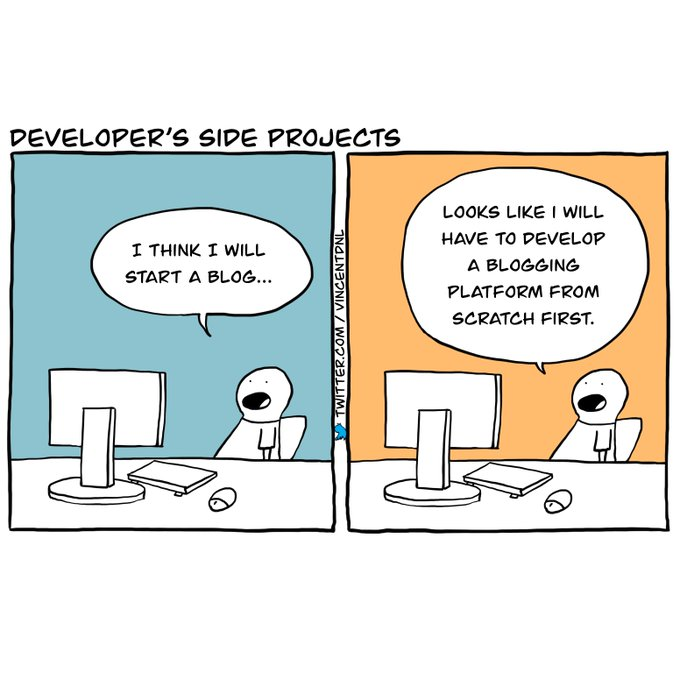 DEVELOPER'S SIDE PROJECTS
I THINK I WILL
START A BLOG...
TWITTER.COM / VINCENTDNL
LOOKS LIKE I WILL
HAVE TO DEVELOP
A BLOGGING
PLATFORM FROM
SCRATCH FIRST.